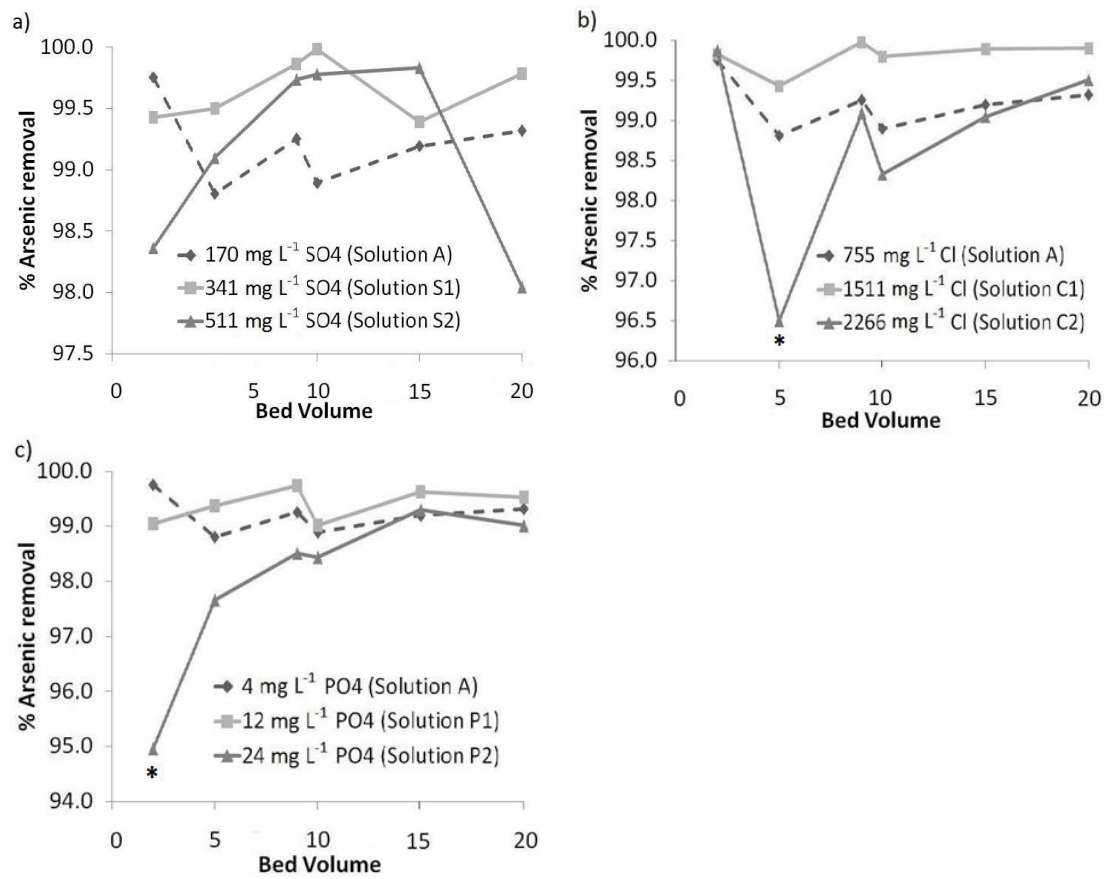 a)
100.0
99.5
99.0
98.5
98.0
97.5
% Arsenic removal
170 mg L⁻¹ SO4 (Solution A)
341 mg L⁻¹ SO4 (Solution S1)
511 mg L⁻¹ SO4 (Solution S2)
0 5 10 15 20
Bed Volume
b)
100.0
99.5
99.0
98.5
98.0
97.5
97.0
96.5
96.0
% Arsenic removal
755 mg L⁻¹ Cl (Solution A)
1511 mg L⁻¹ Cl (Solution C1)
2266 mg L⁻¹ Cl (Solution C2)
*
0 5 10 15 20
Bed Volume
c)
100.0
99.0
98.0
97.0
96.0
95.0
94.0
% Arsenic removal
4 mg L⁻¹ PO4 (Solution A)
12 mg L⁻¹ PO4 (Solution P1)
24 mg L⁻¹ PO4 (Solution P2)
*
0 5 10 15 20
Bed Volume